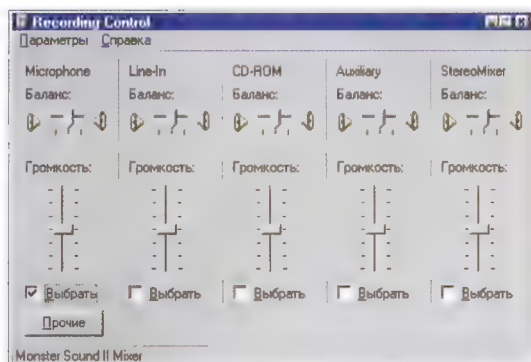 Recording Control
Параметры Справка
Microphone Line-In CD-ROM Auxiliary StereoMixer
Баланс: Баланс: Баланс: Баланс: Баланс:
Громкость: Громкость: Громкость: Громкость: Громкость:
Выбрать Выбрать Выбрать Выбрать Выбрать
Прочие
Monster Sound II Mixer